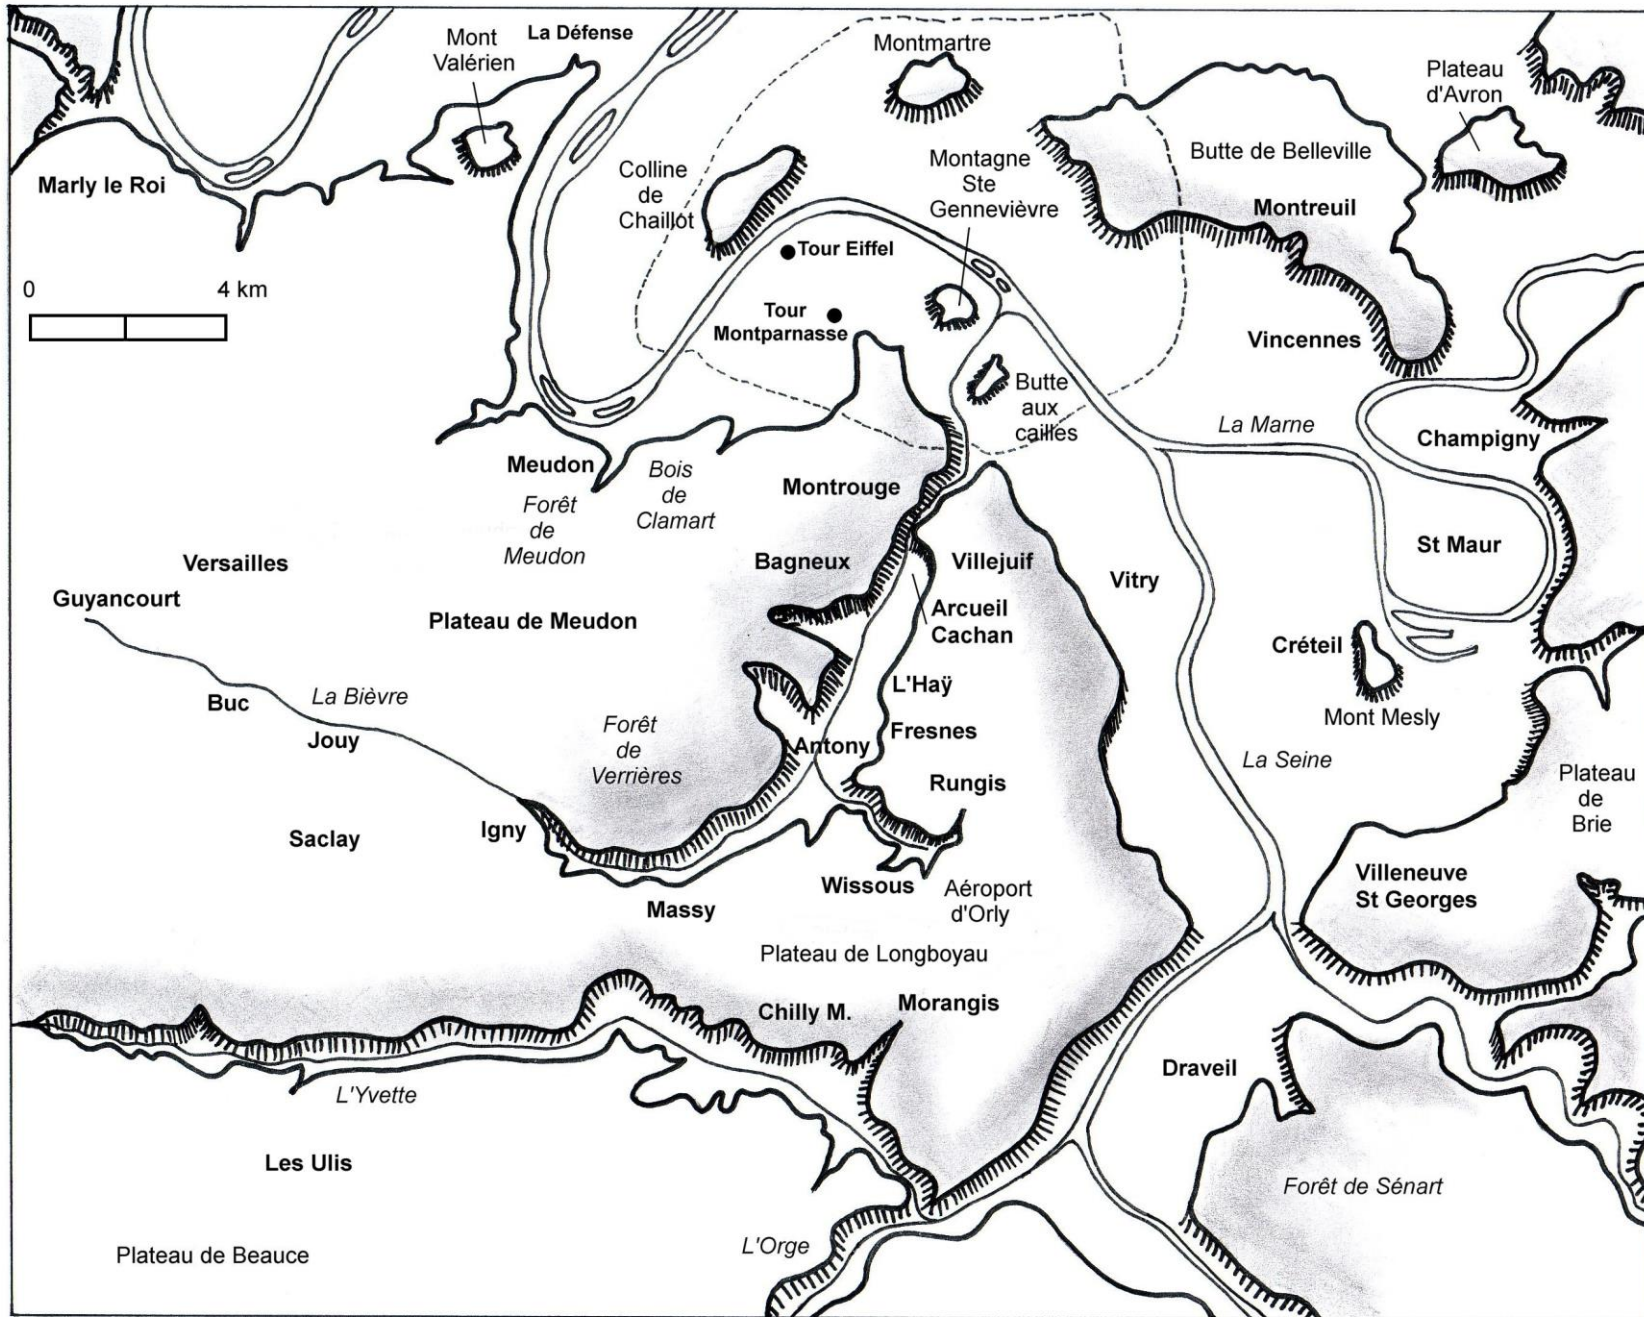 Mont
Valérien
La Défense
Montmartre
Plateau
d'Avron
Marly le Roi
Colline
de
Chaillot
Montagne
Ste
Gennevièvre
Butte de Belleville
Montreuil
Tour Eiffel
0 4 km
Tour
Montparnasse
Vincennes
Butte
aux
cailles
La Marne
Champigny
Meudon
Bois
de
Clamart
Forêt
de
Meudon
Montrouge
St Maur
Versailles
Bagneux
Villejuif
Vitry
Guyancourt
Plateau de Meudon
Arcueil
Cachan
Créteil
Buc
La Bièvre
L'Haÿ
Mont Mesly
Jouy
Forêt
de
Verrières
Antony
Fresnes
La Seine
Rungis
Plateau
de
Brie
Saclay
Igny
Massy
Wissous
Aéroport
d'Orly
Villeneuve
St Georges
Plateau de Longboyau
Chilly M.
Morangis
L'Yvette
Draveil
Les Ulis
Forêt de Sénart
Plateau de Beauce
L'Orge